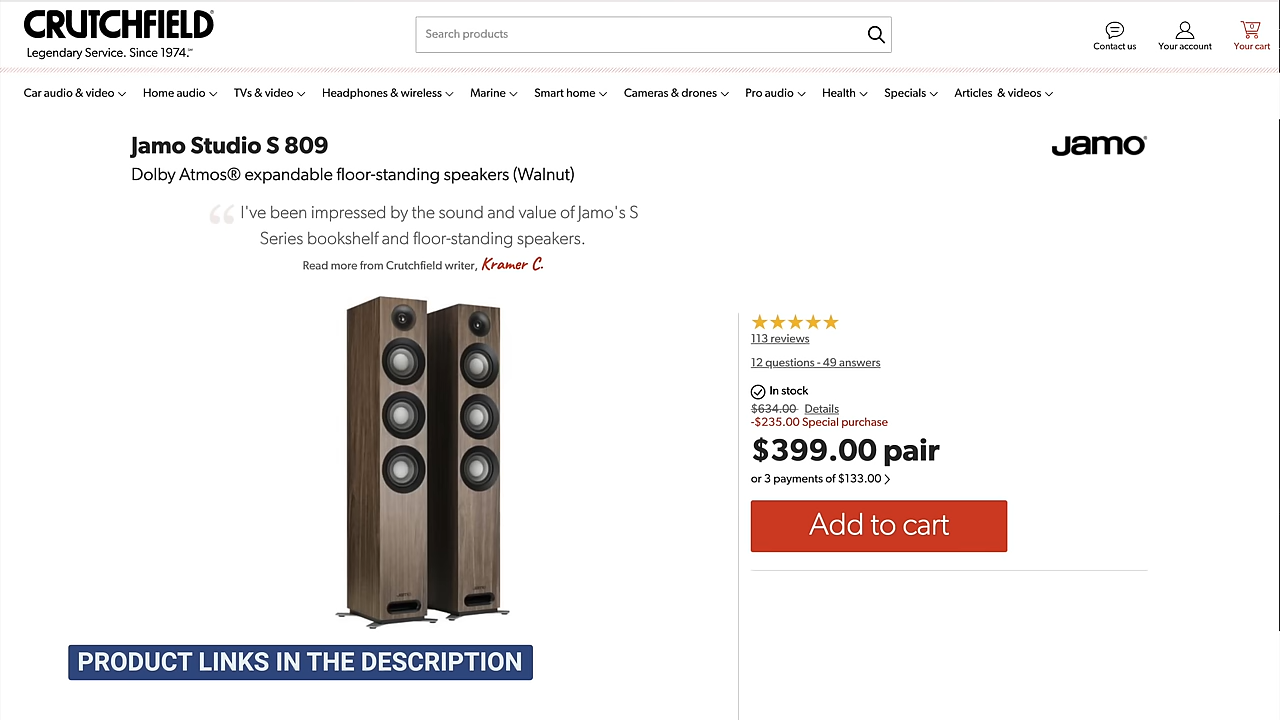 CRUTCHFIELD®
Legendary Service. Since 1974.℠
Search products
Contact us
Your account
0
Your cart
Car audio & video
Home audio
TVs & video
Headphones & wireless
Marine
Smart home
Cameras & drones
Pro audio
Health
Specials
Articles & videos
Jamo Studio S 809
Jamo®
Dolby Atmos® expandable floor-standing speakers (Walnut)
“I've been impressed by the sound and value of Jamo's S
Series bookshelf and floor-standing speakers.
Read more from Crutchfield writer, Kramer C.
113 reviews
12 questions - 49 answers
In stock
$634.00 Details
-$235.00 Special purchase
$399.00 pair
or 3 payments of $133.00
Add to cart
JAMO
JAMO
PRODUCT LINKS IN THE DESCRIPTION